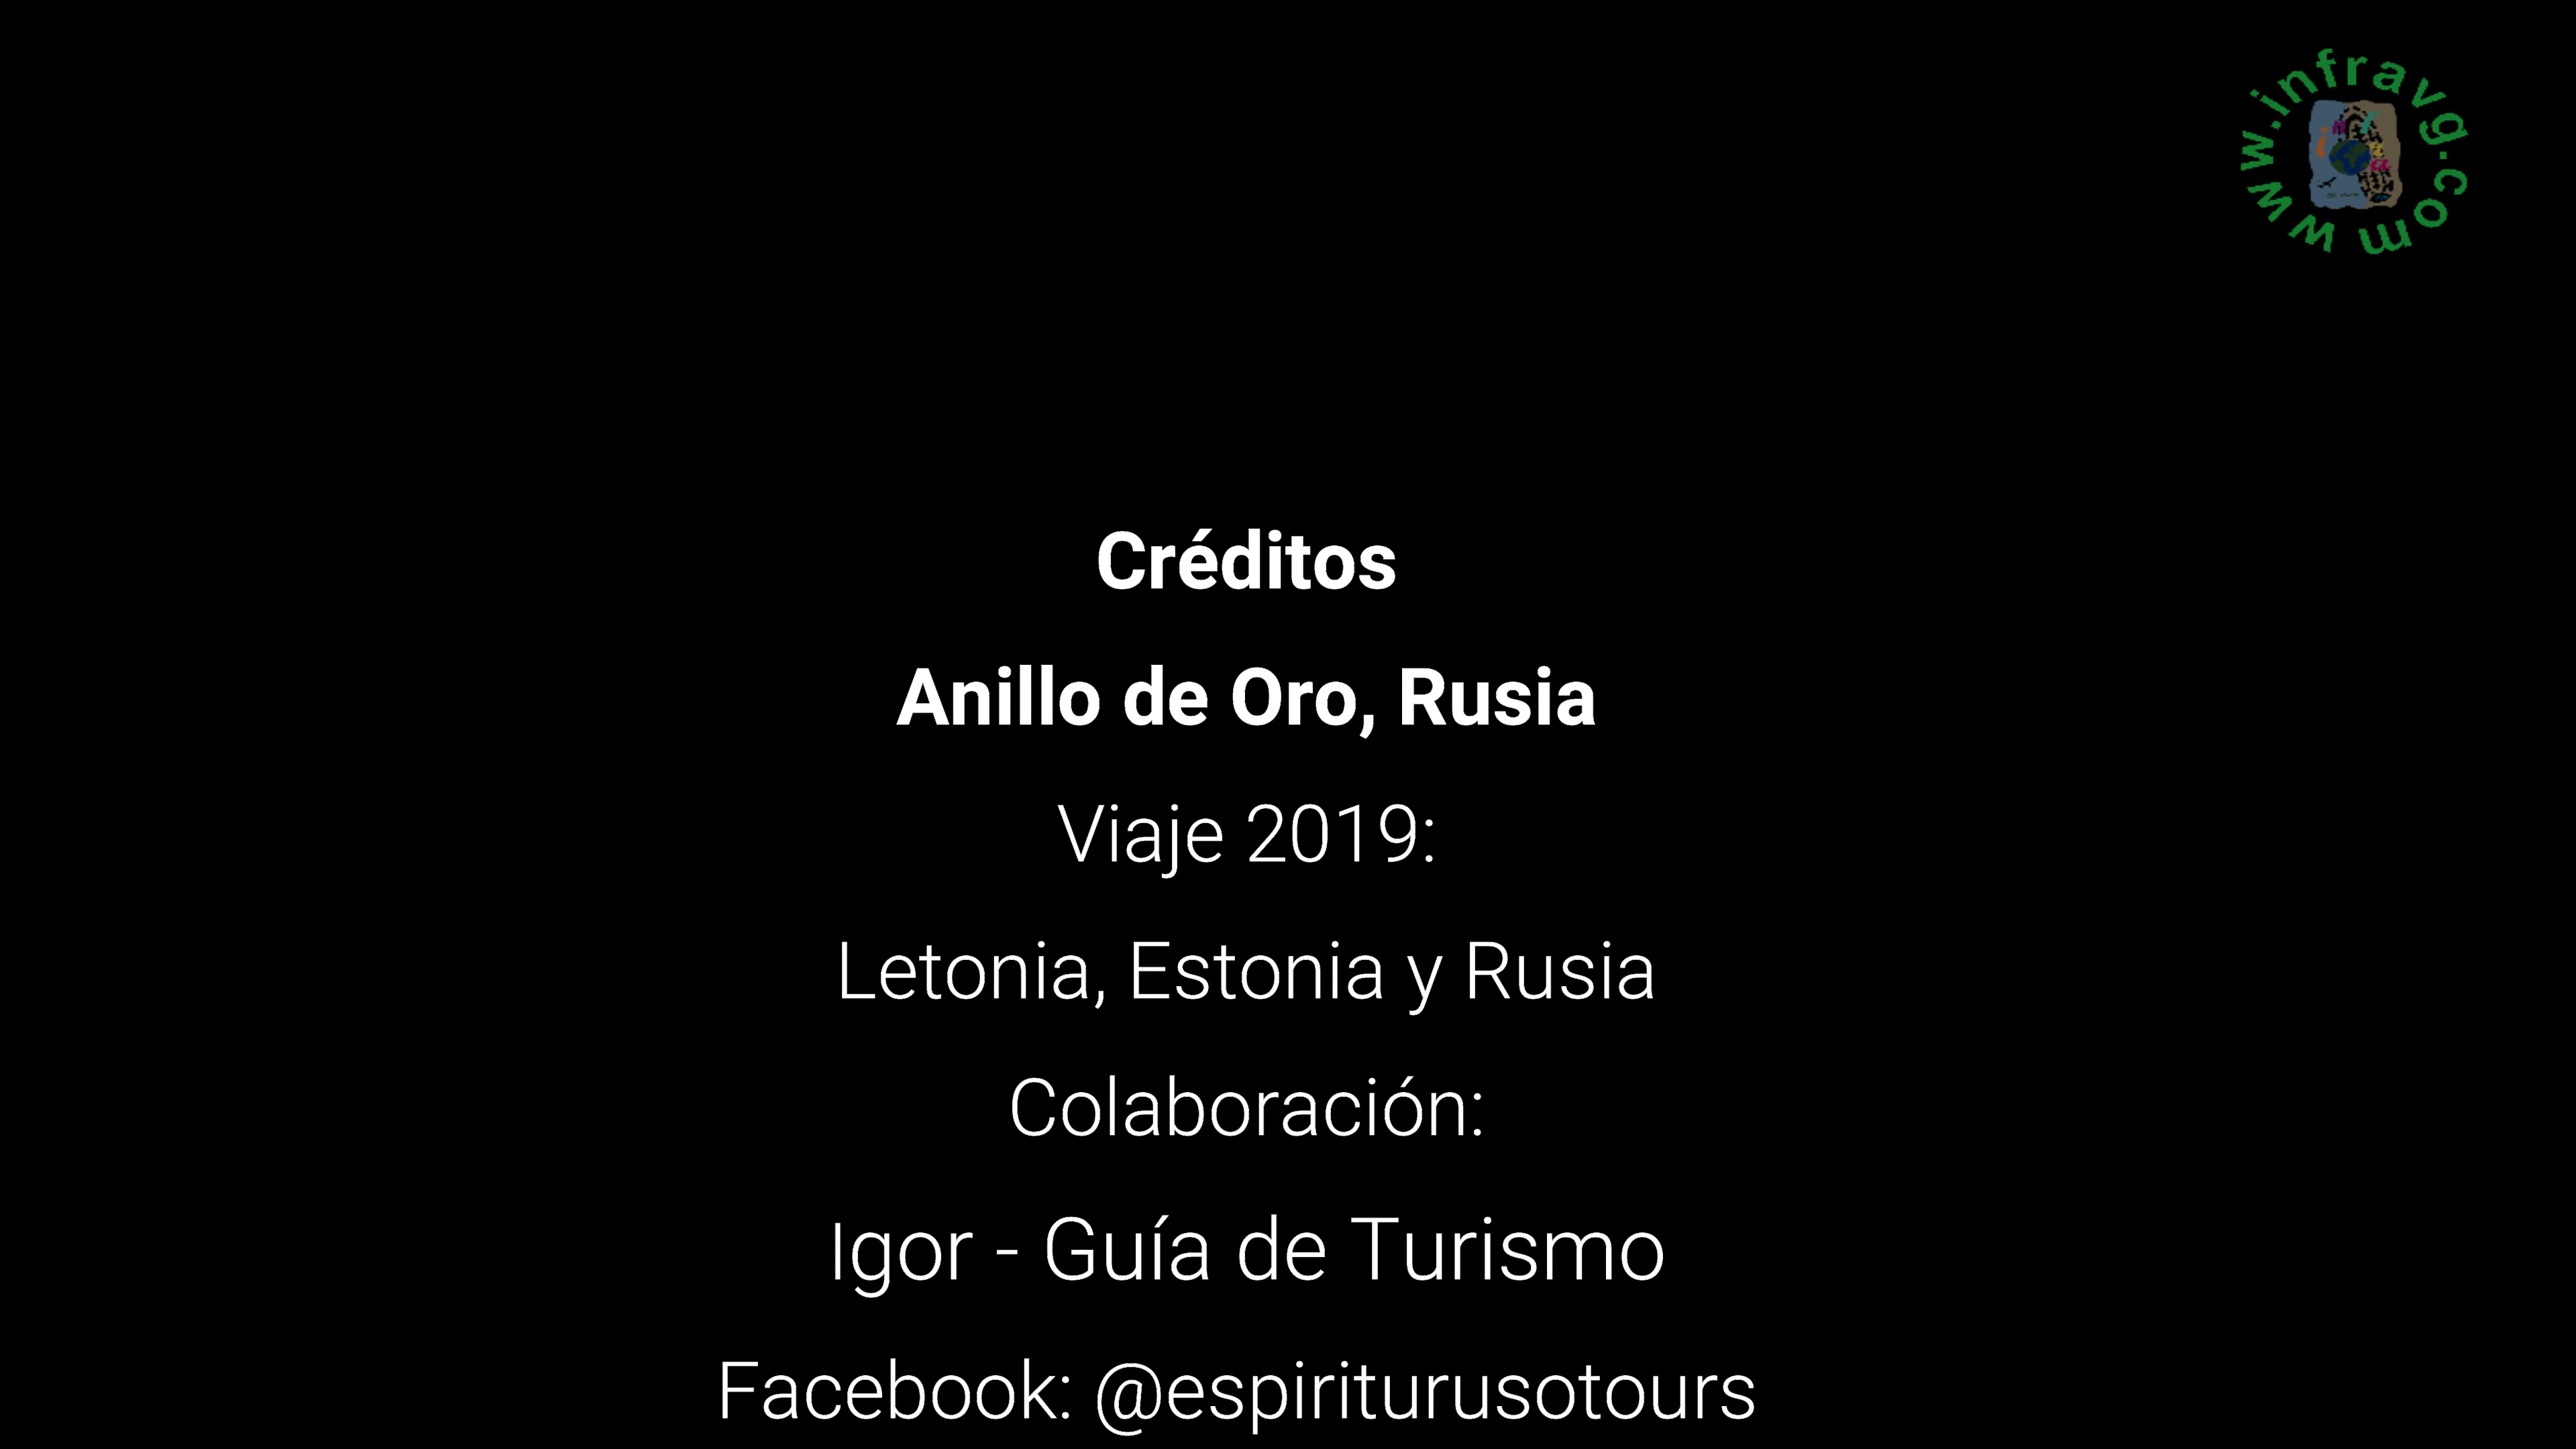 www.infravg.com
Créditos
Anillo de Oro, Rusia
Viaje 2019:
Letonia, Estonia y Rusia
Colaboración:
Igor - Guía de Turismo
Facebook: @espiriturusotours